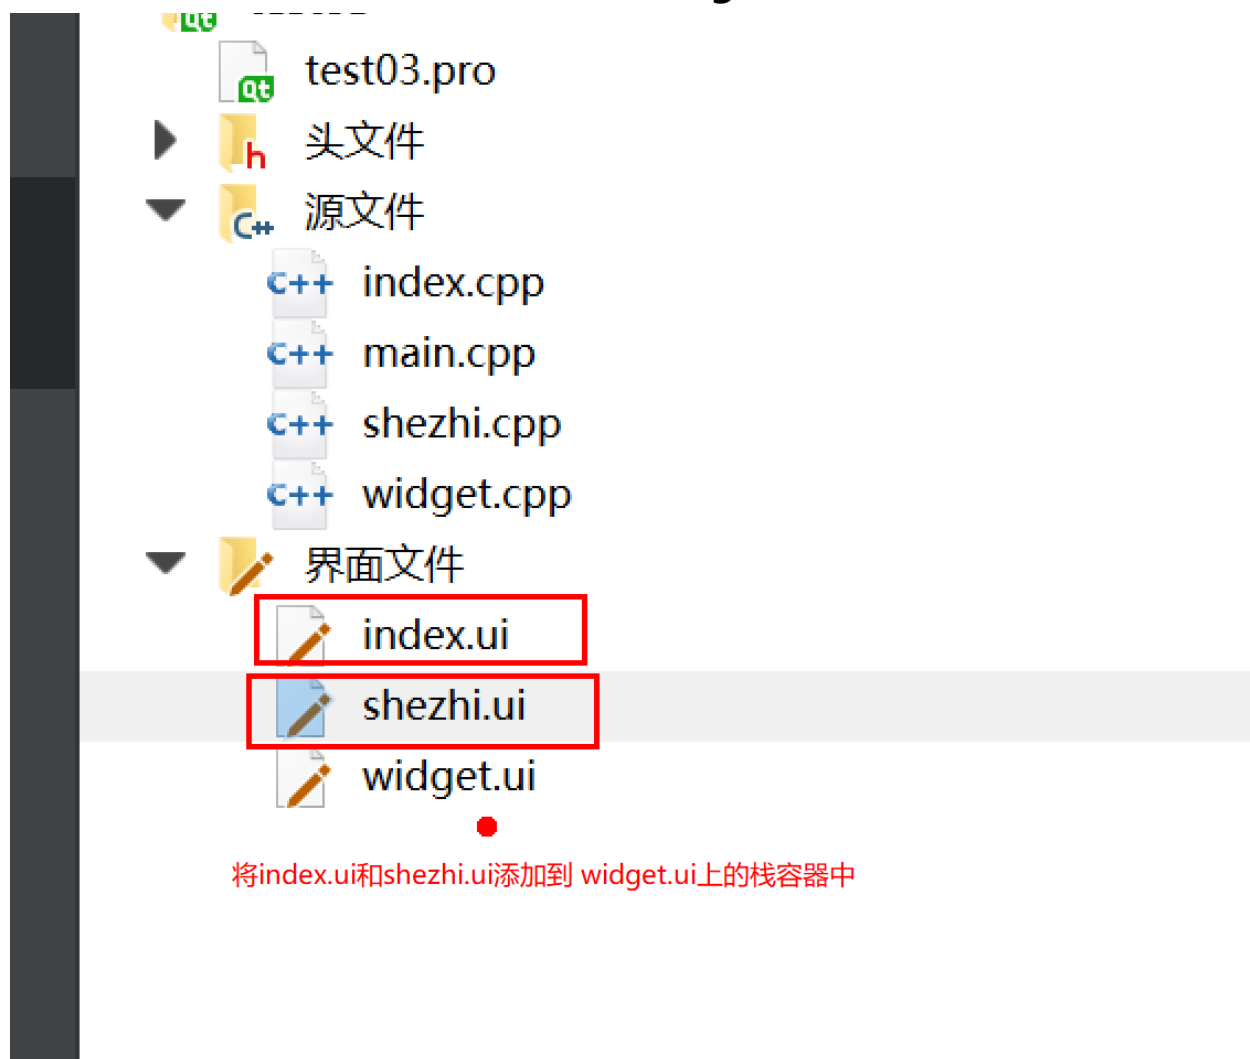 test03.pro
头文件
源文件
index.cpp
main.cpp
shezhi.cpp
widget.cpp
界面文件
index.ui
shezhi.ui
widget.ui
将index.ui和shezhi.ui添加到 widget.ui上的栈容器中